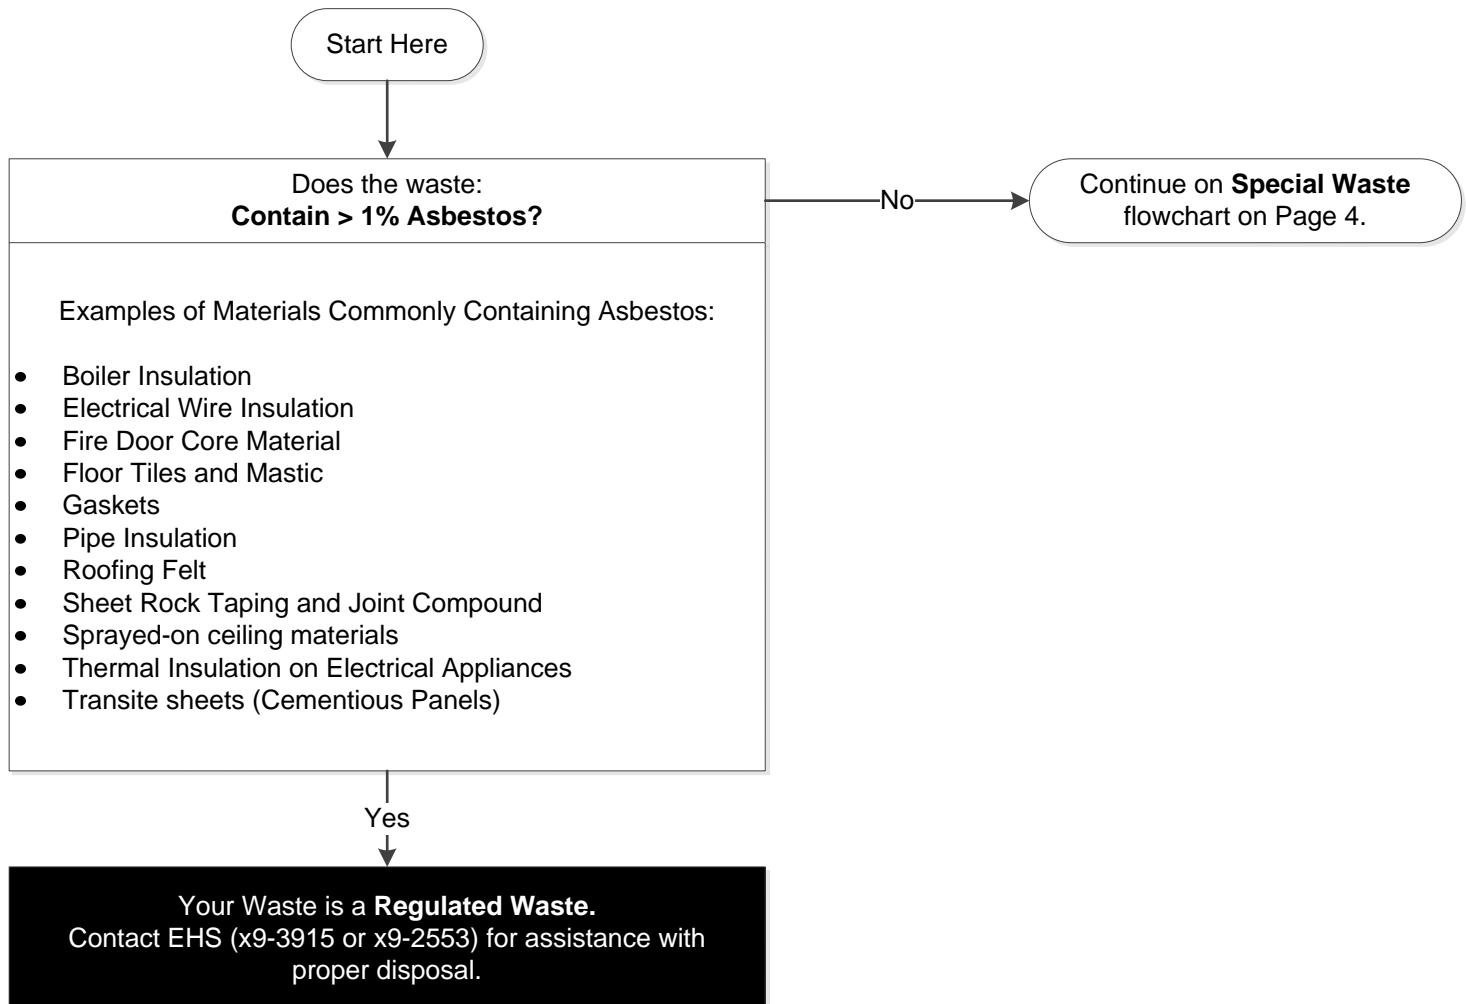 Start Here
Does the waste:
Contain > 1% Asbestos?
No
Continue on Special Waste
flowchart on Page 4.
Examples of Materials Commonly Containing Asbestos:
• Boiler Insulation
• Electrical Wire Insulation
• Fire Door Core Material
• Floor Tiles and Mastic
• Gaskets
• Pipe Insulation
• Roofing Felt
• Sheet Rock Taping and Joint Compound
• Sprayed-on ceiling materials
• Thermal Insulation on Electrical Appliances
• Transite sheets (Cementious Panels)
Yes
Your Waste is a Regulated Waste.
Contact EHS (x9-3915 or x9-2553) for assistance with
proper disposal.